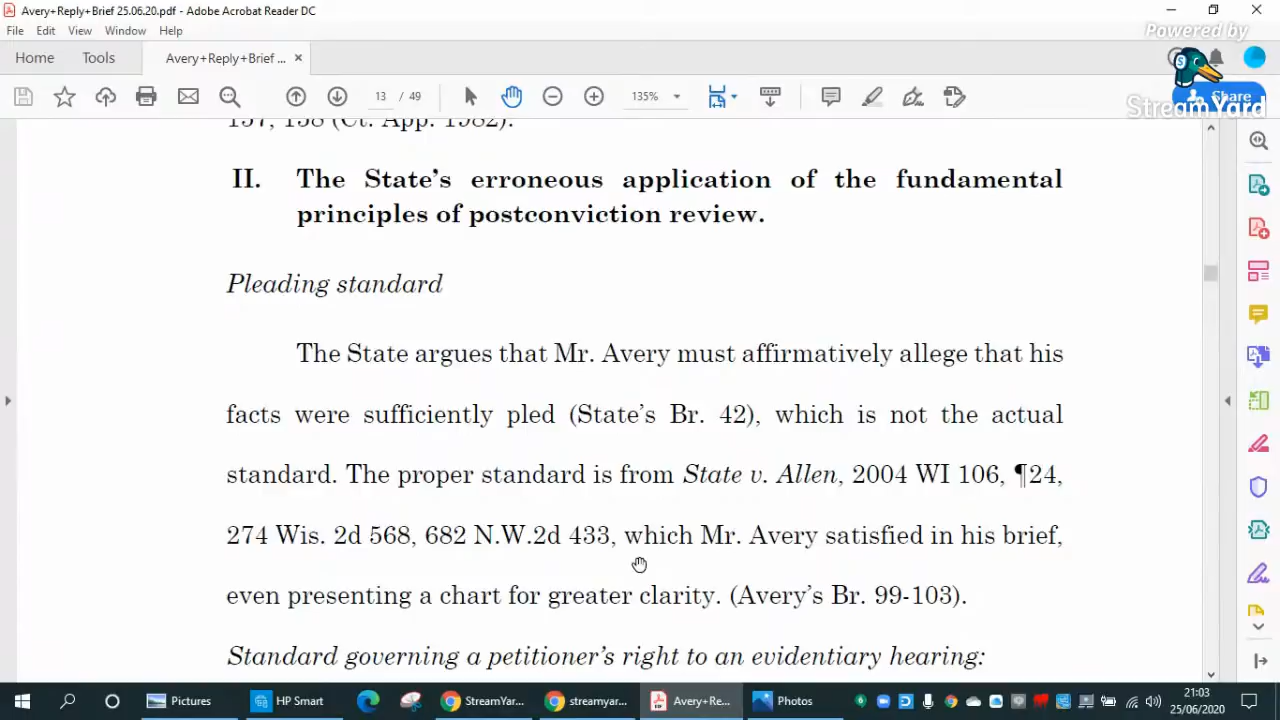 Avery+Reply+Brief 25.06.20.pdf - Adobe Acrobat Reader DC
Powered by
File Edit View Window Help
Home Tools Avery+Reply+Brief ... ×
13 / 49 135% Share
StreamYard
157, 158 (Ct. App. 1982).
II. The State's erroneous application of the fundamental
principles of postconviction review.
Pleading standard
The State argues that Mr. Avery must affirmatively allege that his
facts were sufficiently pled (State's Br. 42), which is not the actual
standard. The proper standard is from State v. Allen, 2004 WI 106, ¶24,
274 Wis. 2d 568, 682 N.W.2d 433, which Mr. Avery satisfied in his brief,
even presenting a chart for greater clarity. (Avery's Br. 99-103).
Standard governing a petitioner's right to an evidentiary hearing:
Pictures HP Smart StreamYar... streamyar... Avery+Re... Photos
21:03
25/06/2020